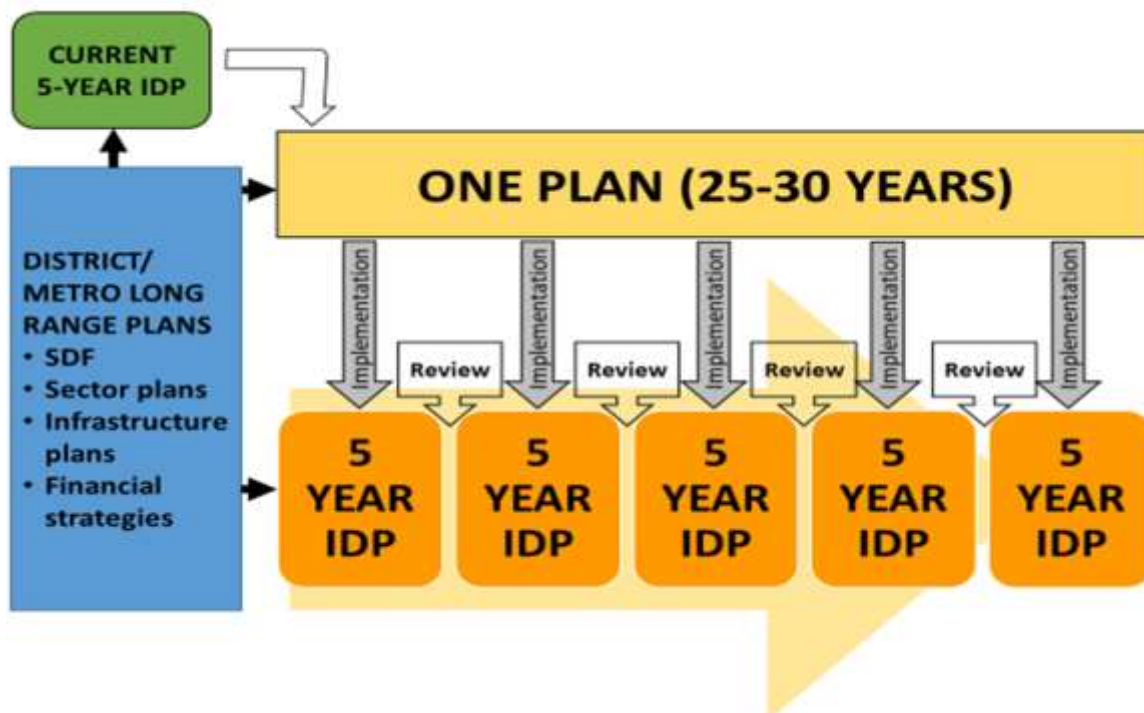 CURRENT
5-YEAR IDP
ONE PLAN (25-30 YEARS)
DISTRICT/
METRO LONG
RANGE PLANS
• SDF
• Sector plans
• Infrastructure
plans
• Financial
strategies
Implementation
Implementation
Implementation
Implementation
Implementation
Review
Review
Review
Review
5
YEAR
IDP
5
YEAR
IDP
5
YEAR
IDP
5
YEAR
IDP
5
YEAR
IDP